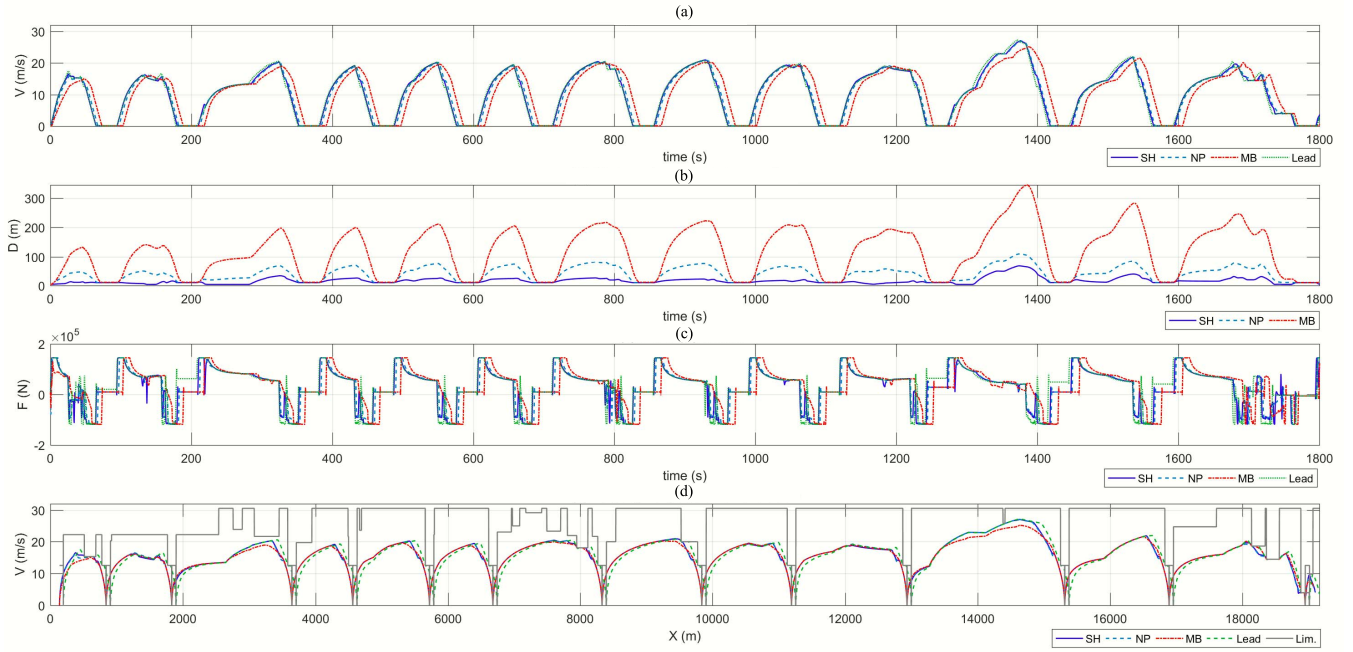 (a)
30
20
10
0
V (m/s)
0 200 400 600 800 1000 1200 1400 1600 1800
time (s)
SH NP MB Lead
(b)
300
200
100
0
D (m)
0 200 400 600 800 1000 1200 1400 1600 1800
time (s)
SH NP MB
(c)
×10⁵
2
0
-2
F (N)
0 200 400 600 800 1000 1200 1400 1600 1800
time (s)
SH NP MB Lead
(d)
30
20
10
0
V (m/s)
0 2000 4000 6000 8000 10000 12000 14000 16000 18000
X (m)
SH NP MB Lead Lim.